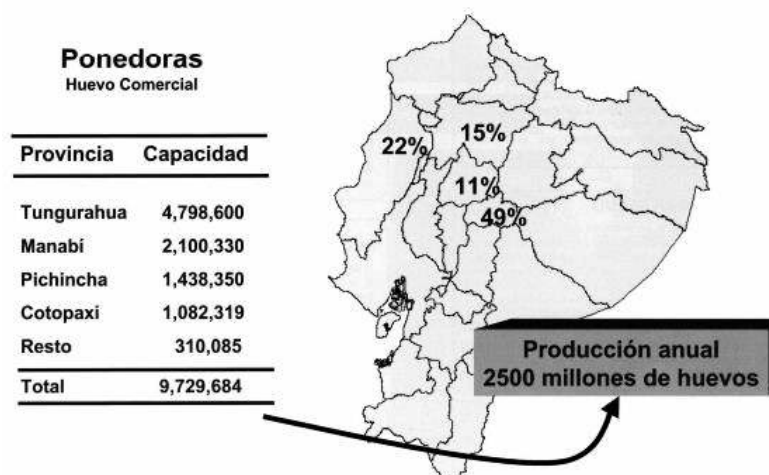 Ponedoras
Huevo Comercial
Provincia Capacidad
Tungurahua 4,798,600
Manabí 2,100,330
Pichincha 1,438,350
Cotopaxi 1,082,319
Resto 310,085
Total 9,729,684
22%
15%
11%
49%
Producción anual
2500 millones de huevos